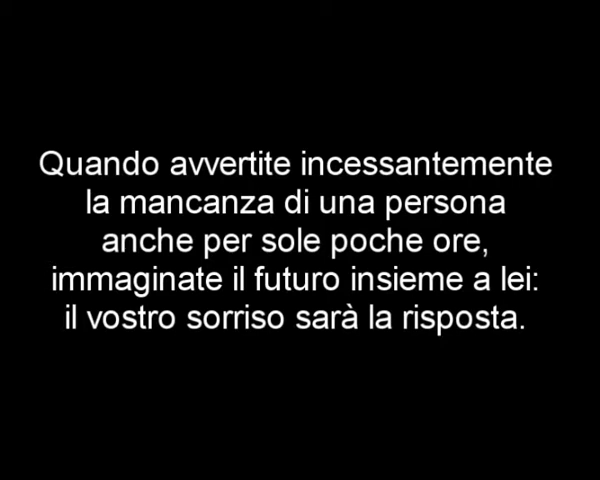 Quando avvertite incessantemente
la mancanza di una persona
anche per sole poche ore,
immaginate il futuro insieme a lei:
il vostro sorriso sarà la risposta.